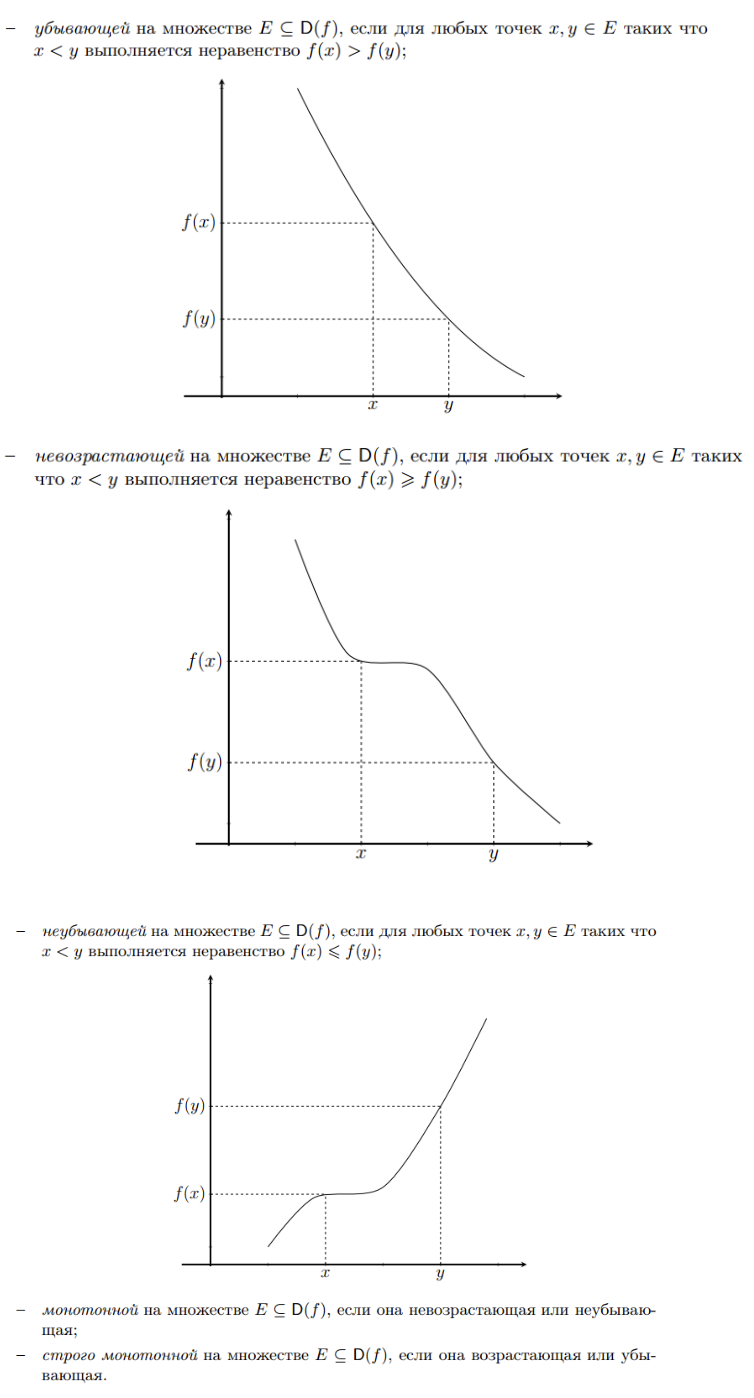 – убывающей на множестве E ⊆ D(f), если для любых точек x, y ∈ E таких что
x < y выполняется неравенство f(x) > f(y);
f(x)
f(y)
x y
– невозрастающей на множестве E ⊆ D(f), если для любых точек x, y ∈ E таких
что x < y выполняется неравенство f(x) ⩾ f(y);
f(x)
f(y)
x y
– неубывающей на множестве E ⊆ D(f), если для любых точек x, y ∈ E таких что
x < y выполняется неравенство f(x) ⩽ f(y);
f(y)
f(x)
x y
– монотонной на множестве E ⊆ D(f), если она невозрастающая или неубываю-
щая;
– строго монотонной на множестве E ⊆ D(f), если она возрастающая или убы-
вающая.